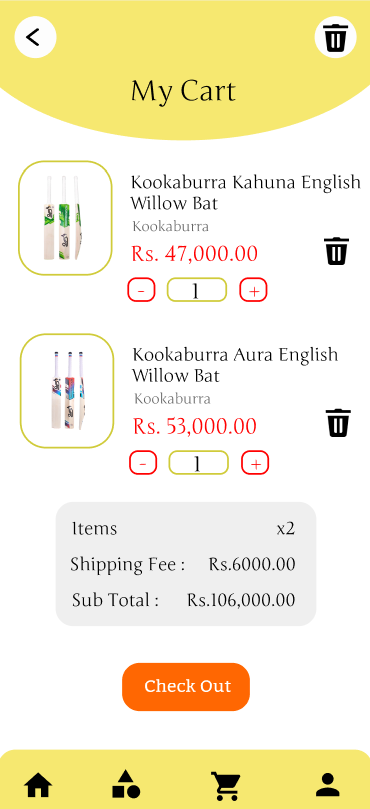 My Cart
Kookaburra Kahuna English
Willow Bat
Kookaburra
Rs. 47,000.00
- 1 +
Kookaburra Aura English
Willow Bat
Kookaburra
Rs. 53,000.00
- 1 +
Items x2
Shipping Fee : Rs.6000.00
Sub Total : Rs.106,000.00
Check Out